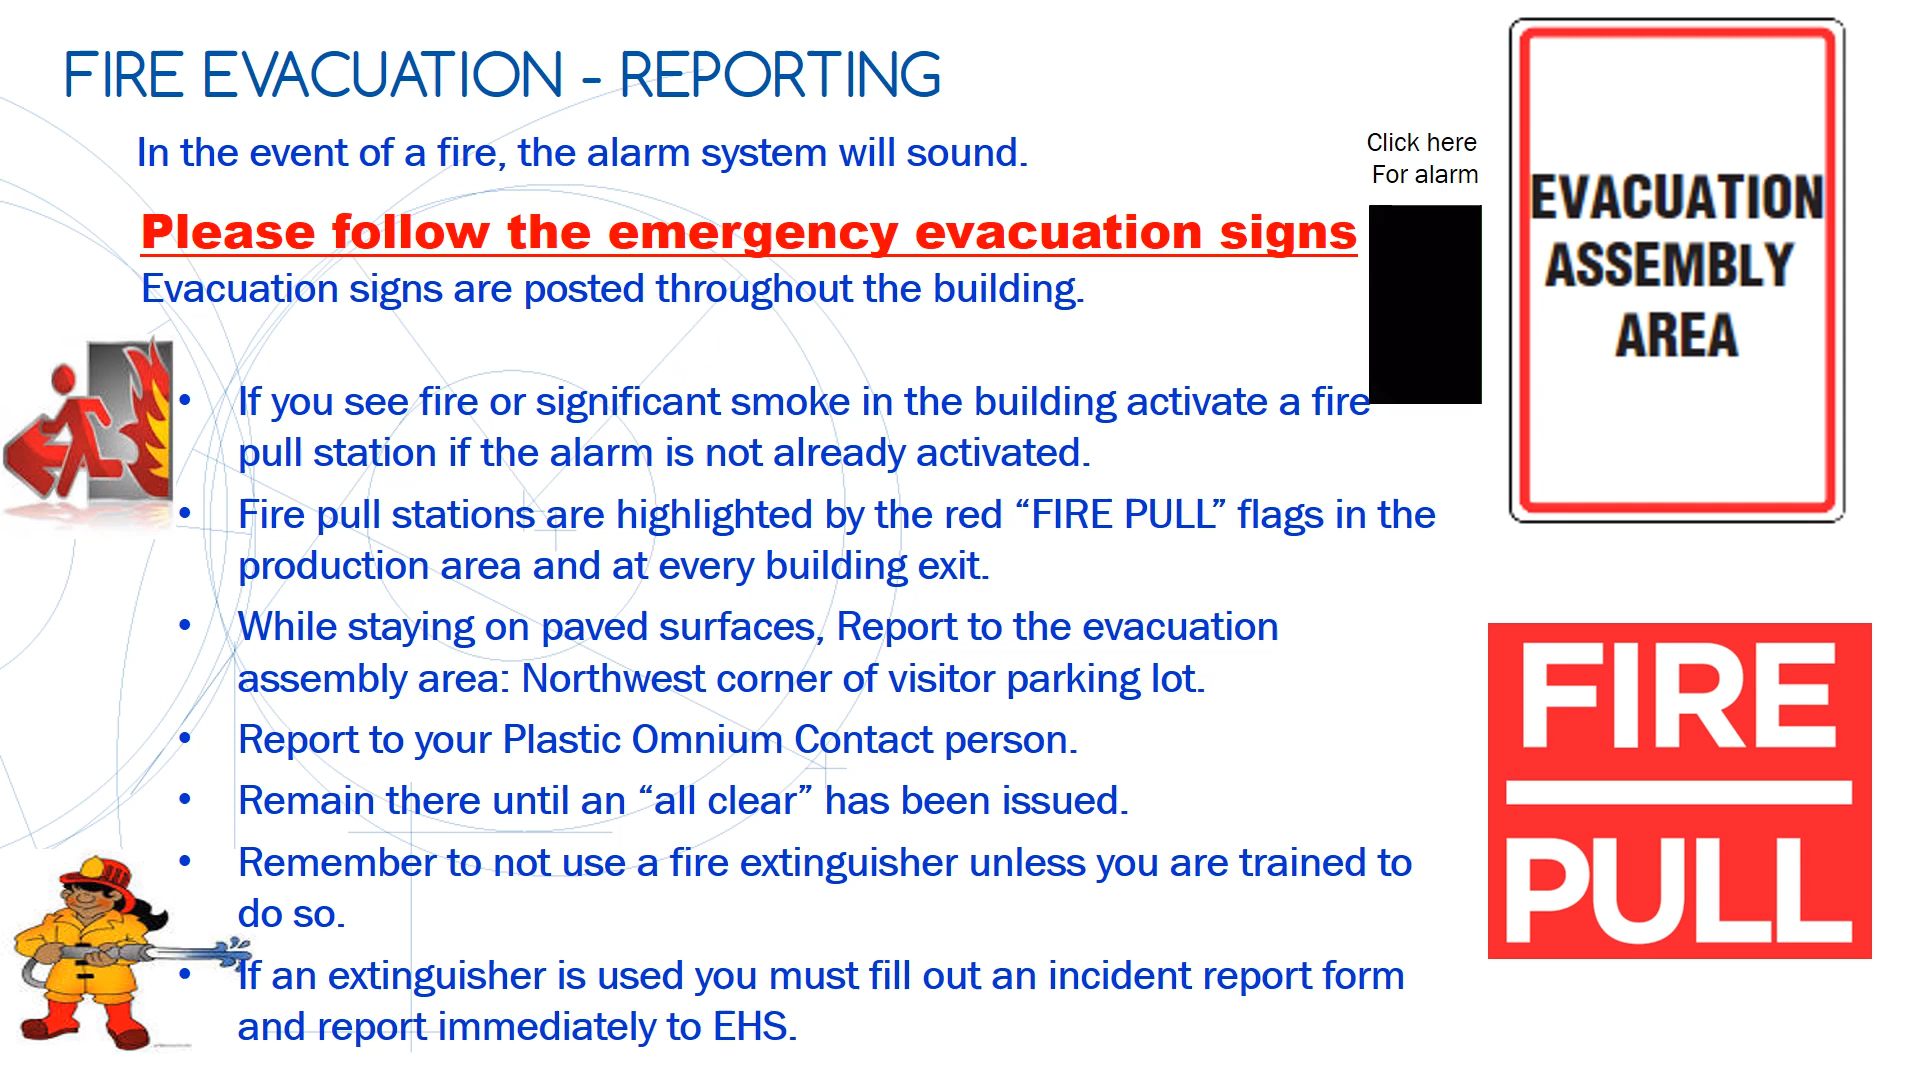 FIRE EVACUATION - REPORTING
In the event of a fire, the alarm system will sound.
Click here
For alarm
Please follow the emergency evacuation signs
Evacuation signs are posted throughout the building.
EVACUATION
ASSEMBLY
AREA
• If you see fire or significant smoke in the building activate a fire
pull station if the alarm is not already activated.
• Fire pull stations are highlighted by the red “FIRE PULL” flags in the
production area and at every building exit.
• While staying on paved surfaces, Report to the evacuation
assembly area: Northwest corner of visitor parking lot.
• Report to your Plastic Omnium Contact person.
• Remain there until an “all clear” has been issued.
• Remember to not use a fire extinguisher unless you are trained to
do so.
• If an extinguisher is used you must fill out an incident report form
and report immediately to EHS.
FIRE
PULL